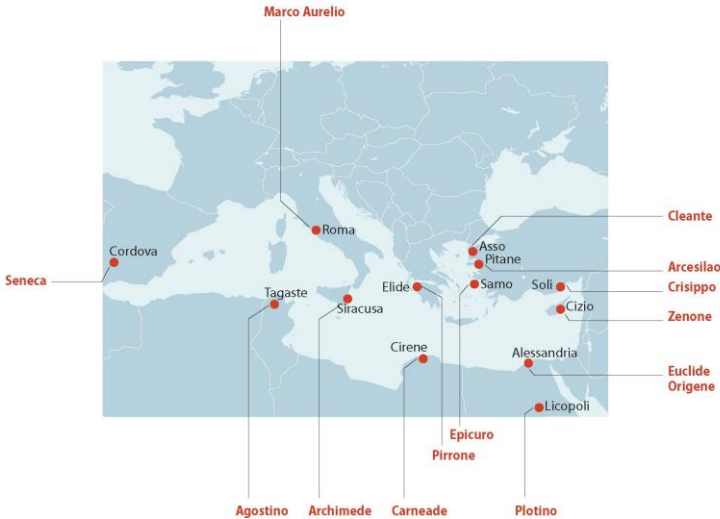 Marco Aurelio
Cleante
Roma
Asso
Cordova
Pitane
Arcesilao
Seneca
Elide
Samo
Soli
Crisippo
Tagaste
Siracusa
Cizio
Zenone
Cirene
Alessandria
Euclide
Origene
Licopoli
Epicuro
Pirrone
Agostino
Archimede
Carneade
Plotino